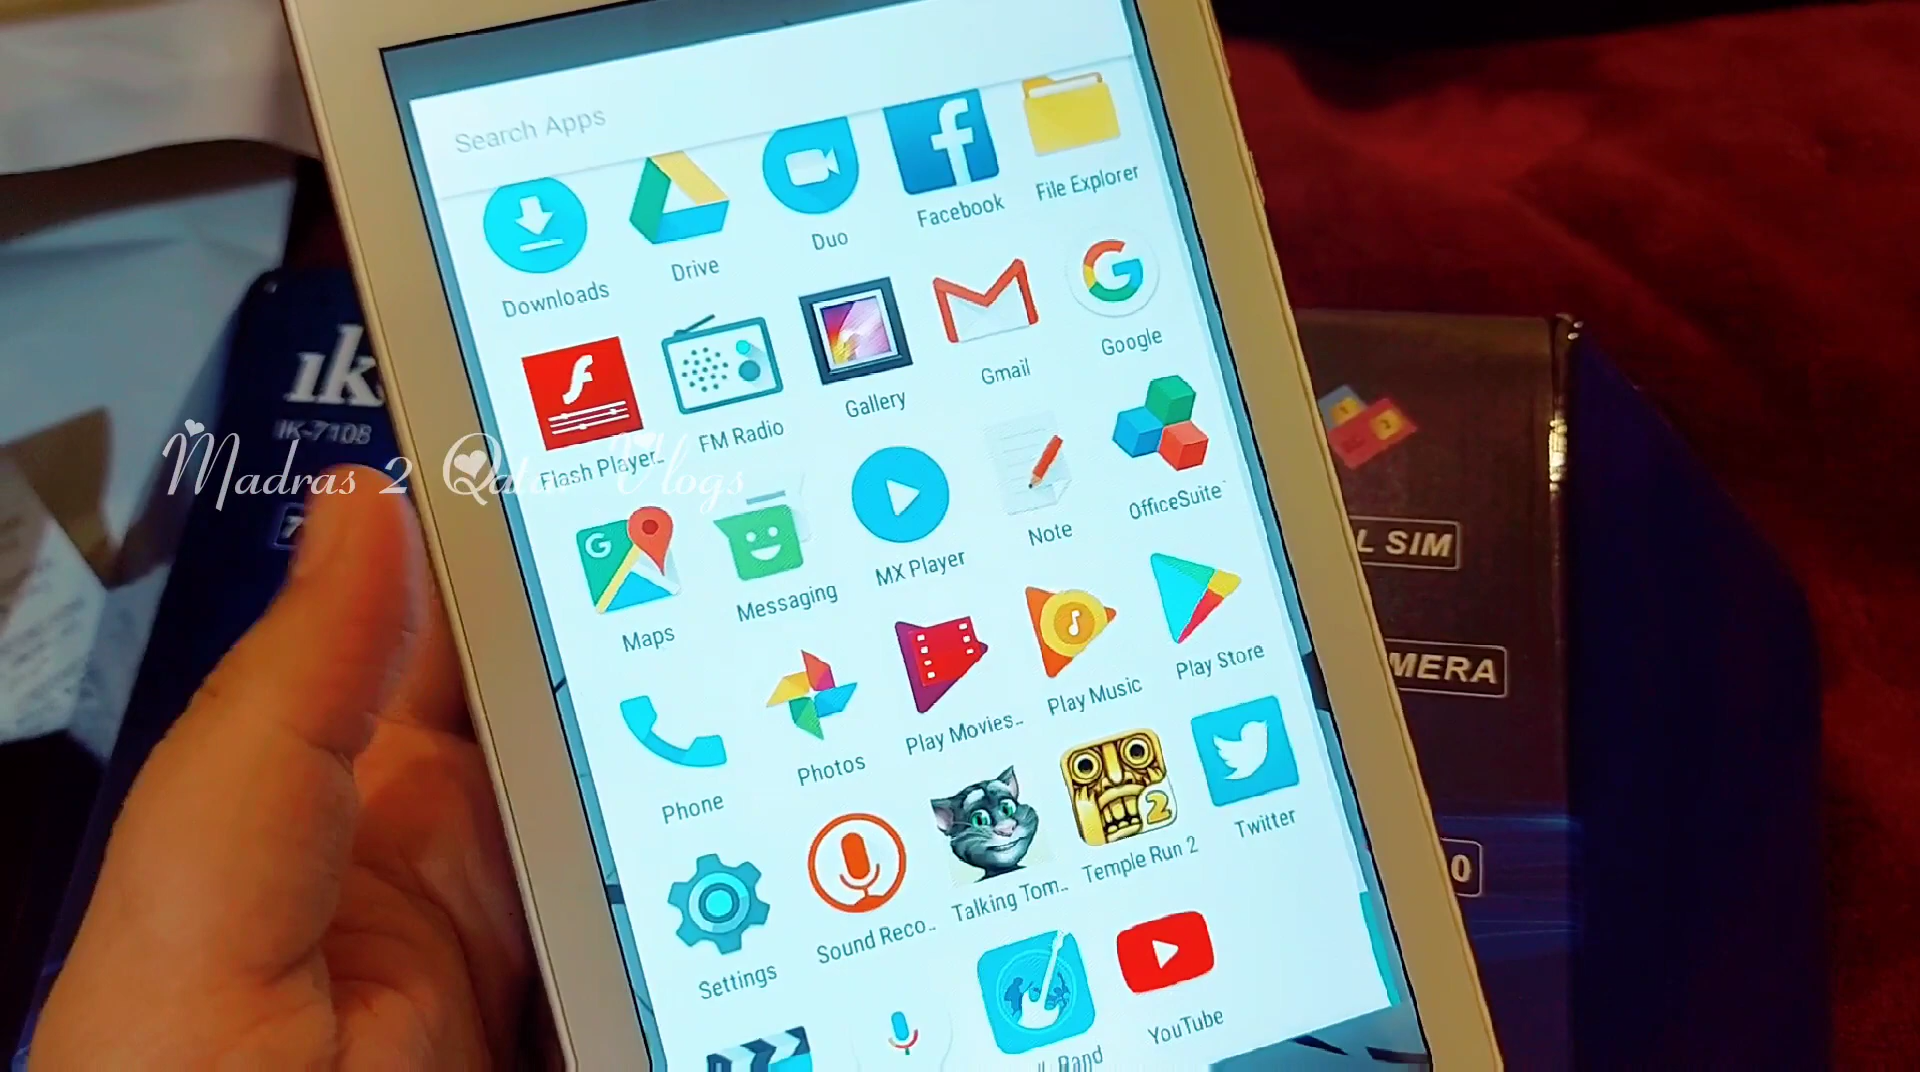 Search Apps
Downloads
Drive
Duo
Facebook
File Explorer
Flash Player..
FM Radio
Gallery
Gmail
Google
Maps
Messaging
MX Player
Note
OfficeSuite
Phone
Photos
Play Movies..
Play Music
Play Store
Settings
Sound Reco..
Talking Tom..
Temple Run 2
Twitter
Band
YouTube
IK-7108
Madras 2 Qatar Vlogs
L SIM
MERA